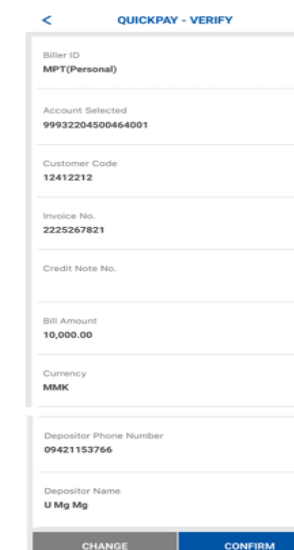 < QUICKPAY - VERIFY
Biller ID
MPT(Personal)
Account Selected
99932204500464001
Customer Code
12412212
Invoice No.
2225267821
Credit Note No.
Bill Amount
10,000.00
Currency
MMK
Depositor Phone Number
09421153766
Depositor Name
U Mg Mg
CHANGE CONFIRM